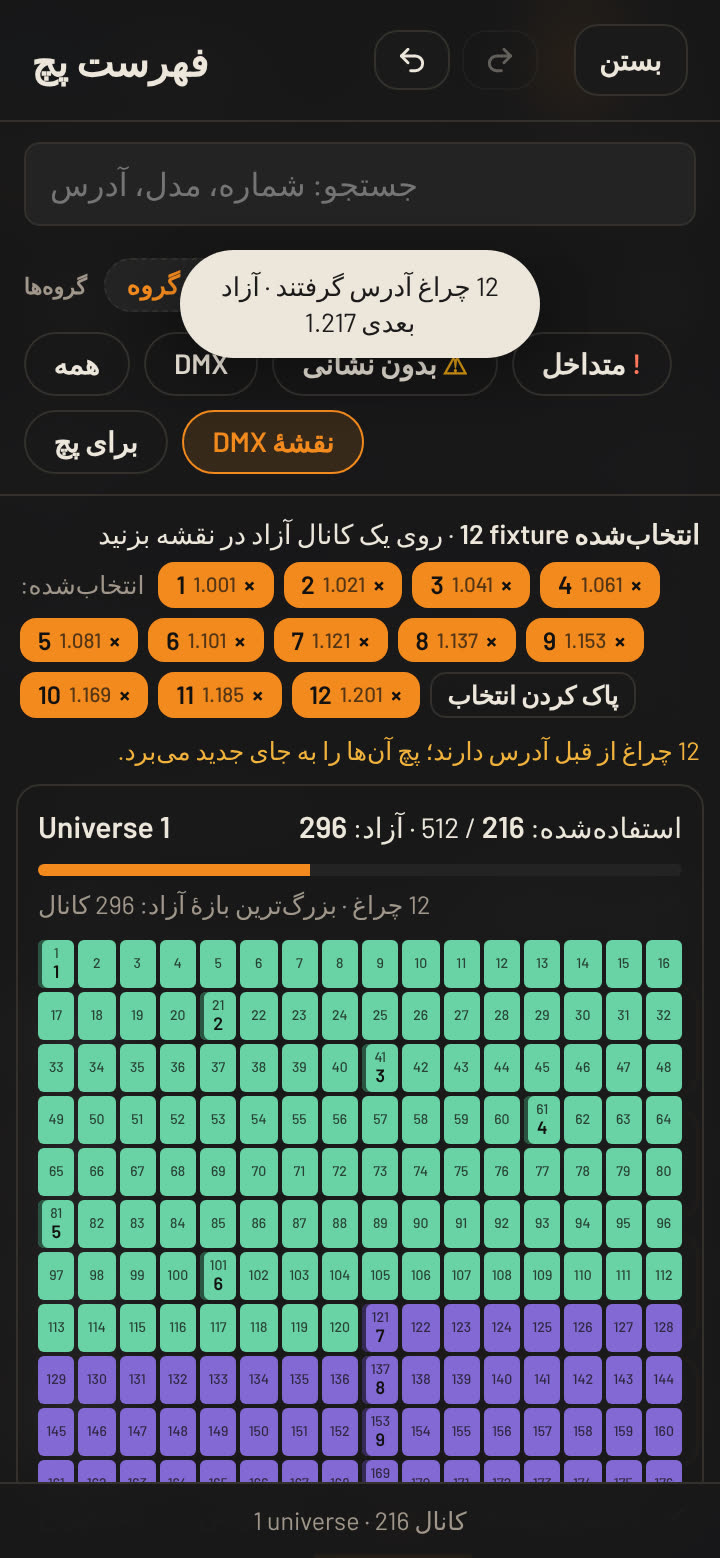 فهرست پچ
بستن
جستجو: شماره، مدل، آدرس
گروه‌ها
گروه
12 چراغ آدرس گرفتند · آزاد
بعدی 1.217
همه
DMX
⚠ بدون نشانی
! متداخل
برای پچ
نقشهٔ DMX
انتخاب‌شده 12 fixture · روی یک کانال آزاد در نقشه بزنید
انتخاب‌شده: 1 1.001 × 2 1.021 × 3 1.041 × 4 1.061 ×
5 1.081 × 6 1.101 × 7 1.121 × 8 1.137 × 9 1.153 ×
10 1.169 × 11 1.185 × 12 1.201 × پاک کردن انتخاب
12 چراغ از قبل آدرس دارند؛ پچ آن‌ها را به جای جدید می‌برد.
Universe 1
استفاده‌شده: 216 / 512 · آزاد: 296
12 چراغ · بزرگ‌ترین بازهٔ آزاد: 296 کانال
1 1 2 3 4 5 6 7 8 9 10 11 12 13 14 15 16
17 18 19 20 21 2 22 23 24 25 26 27 28 29 30 31 32
33 34 35 36 37 38 39 40 41 3 42 43 44 45 46 47 48
49 50 51 52 53 54 55 56 57 58 59 60 61 4 62 63 64
65 66 67 68 69 70 71 72 73 74 75 76 77 78 79 80
81 5 82 83 84 85 86 87 88 89 90 91 92 93 94 95 96
97 98 99 100 101 6 102 103 104 105 106 107 108 109 110 111 112
113 114 115 116 117 118 119 120 121 7 122 123 124 125 126 127 128
129 130 131 132 133 134 135 136 137 8 138 139 140 141 142 143 144
145 146 147 148 149 150 151 152 153 9 154 155 156 157 158 159 160
169
1 universe · 216 کانال